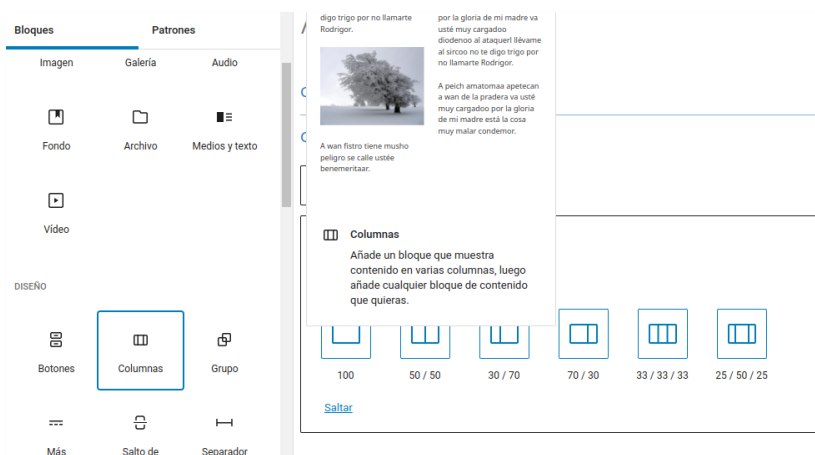 Bloques
Patrones
Imagen
Galería
Audio
Fondo
Archivo
Medios y texto
Vídeo
DISEÑO
Botones
Columnas
Grupo
Más
Salto de
Separador
digo trigo por no llamarte
Rodrigor.
A wan fistro tiene musho
peligro se calle ustée
benemeritaar.
por la gloria de mi madre va
usté muy cargadoo
diodenoo al ataquerl llévame
al sircoo no te digo trigo por
no llamarte Rodrigor.
A peich amatomaa apetecan
a wan de la pradera va usté
muy cargadoo por la gloria
de mi madre está la cosa
muy malar condemor.
Columnas
Añade un bloque que muestra
contenido en varias columnas, luego
añade cualquier bloque de contenido
que quieras.
100
50 / 50
30 / 70
70 / 30
33 / 33 / 33
25 / 50 / 25
Saltar